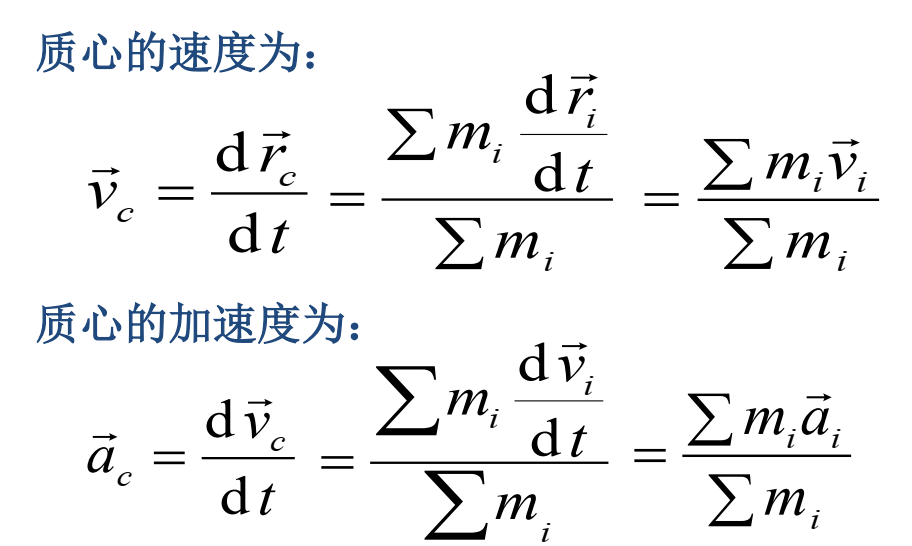 质心的速度为：
$\vec{v}_c = \frac{\mathrm{d}\vec{r}_c}{\mathrm{d}t} = \frac{\sum m_i \frac{\mathrm{d}\vec{r}_i}{\mathrm{d}t}}{\sum m_i} = \frac{\sum m_i \vec{v}_i}{\sum m_i}$
质心的加速度为：
$\vec{a}_c = \frac{\mathrm{d}\vec{v}_c}{\mathrm{d}t} = \frac{\sum m_i \frac{\mathrm{d}\vec{v}_i}{\mathrm{d}t}}{\sum m_i} = \frac{\sum m_i \vec{a}_i}{\sum m_i}$